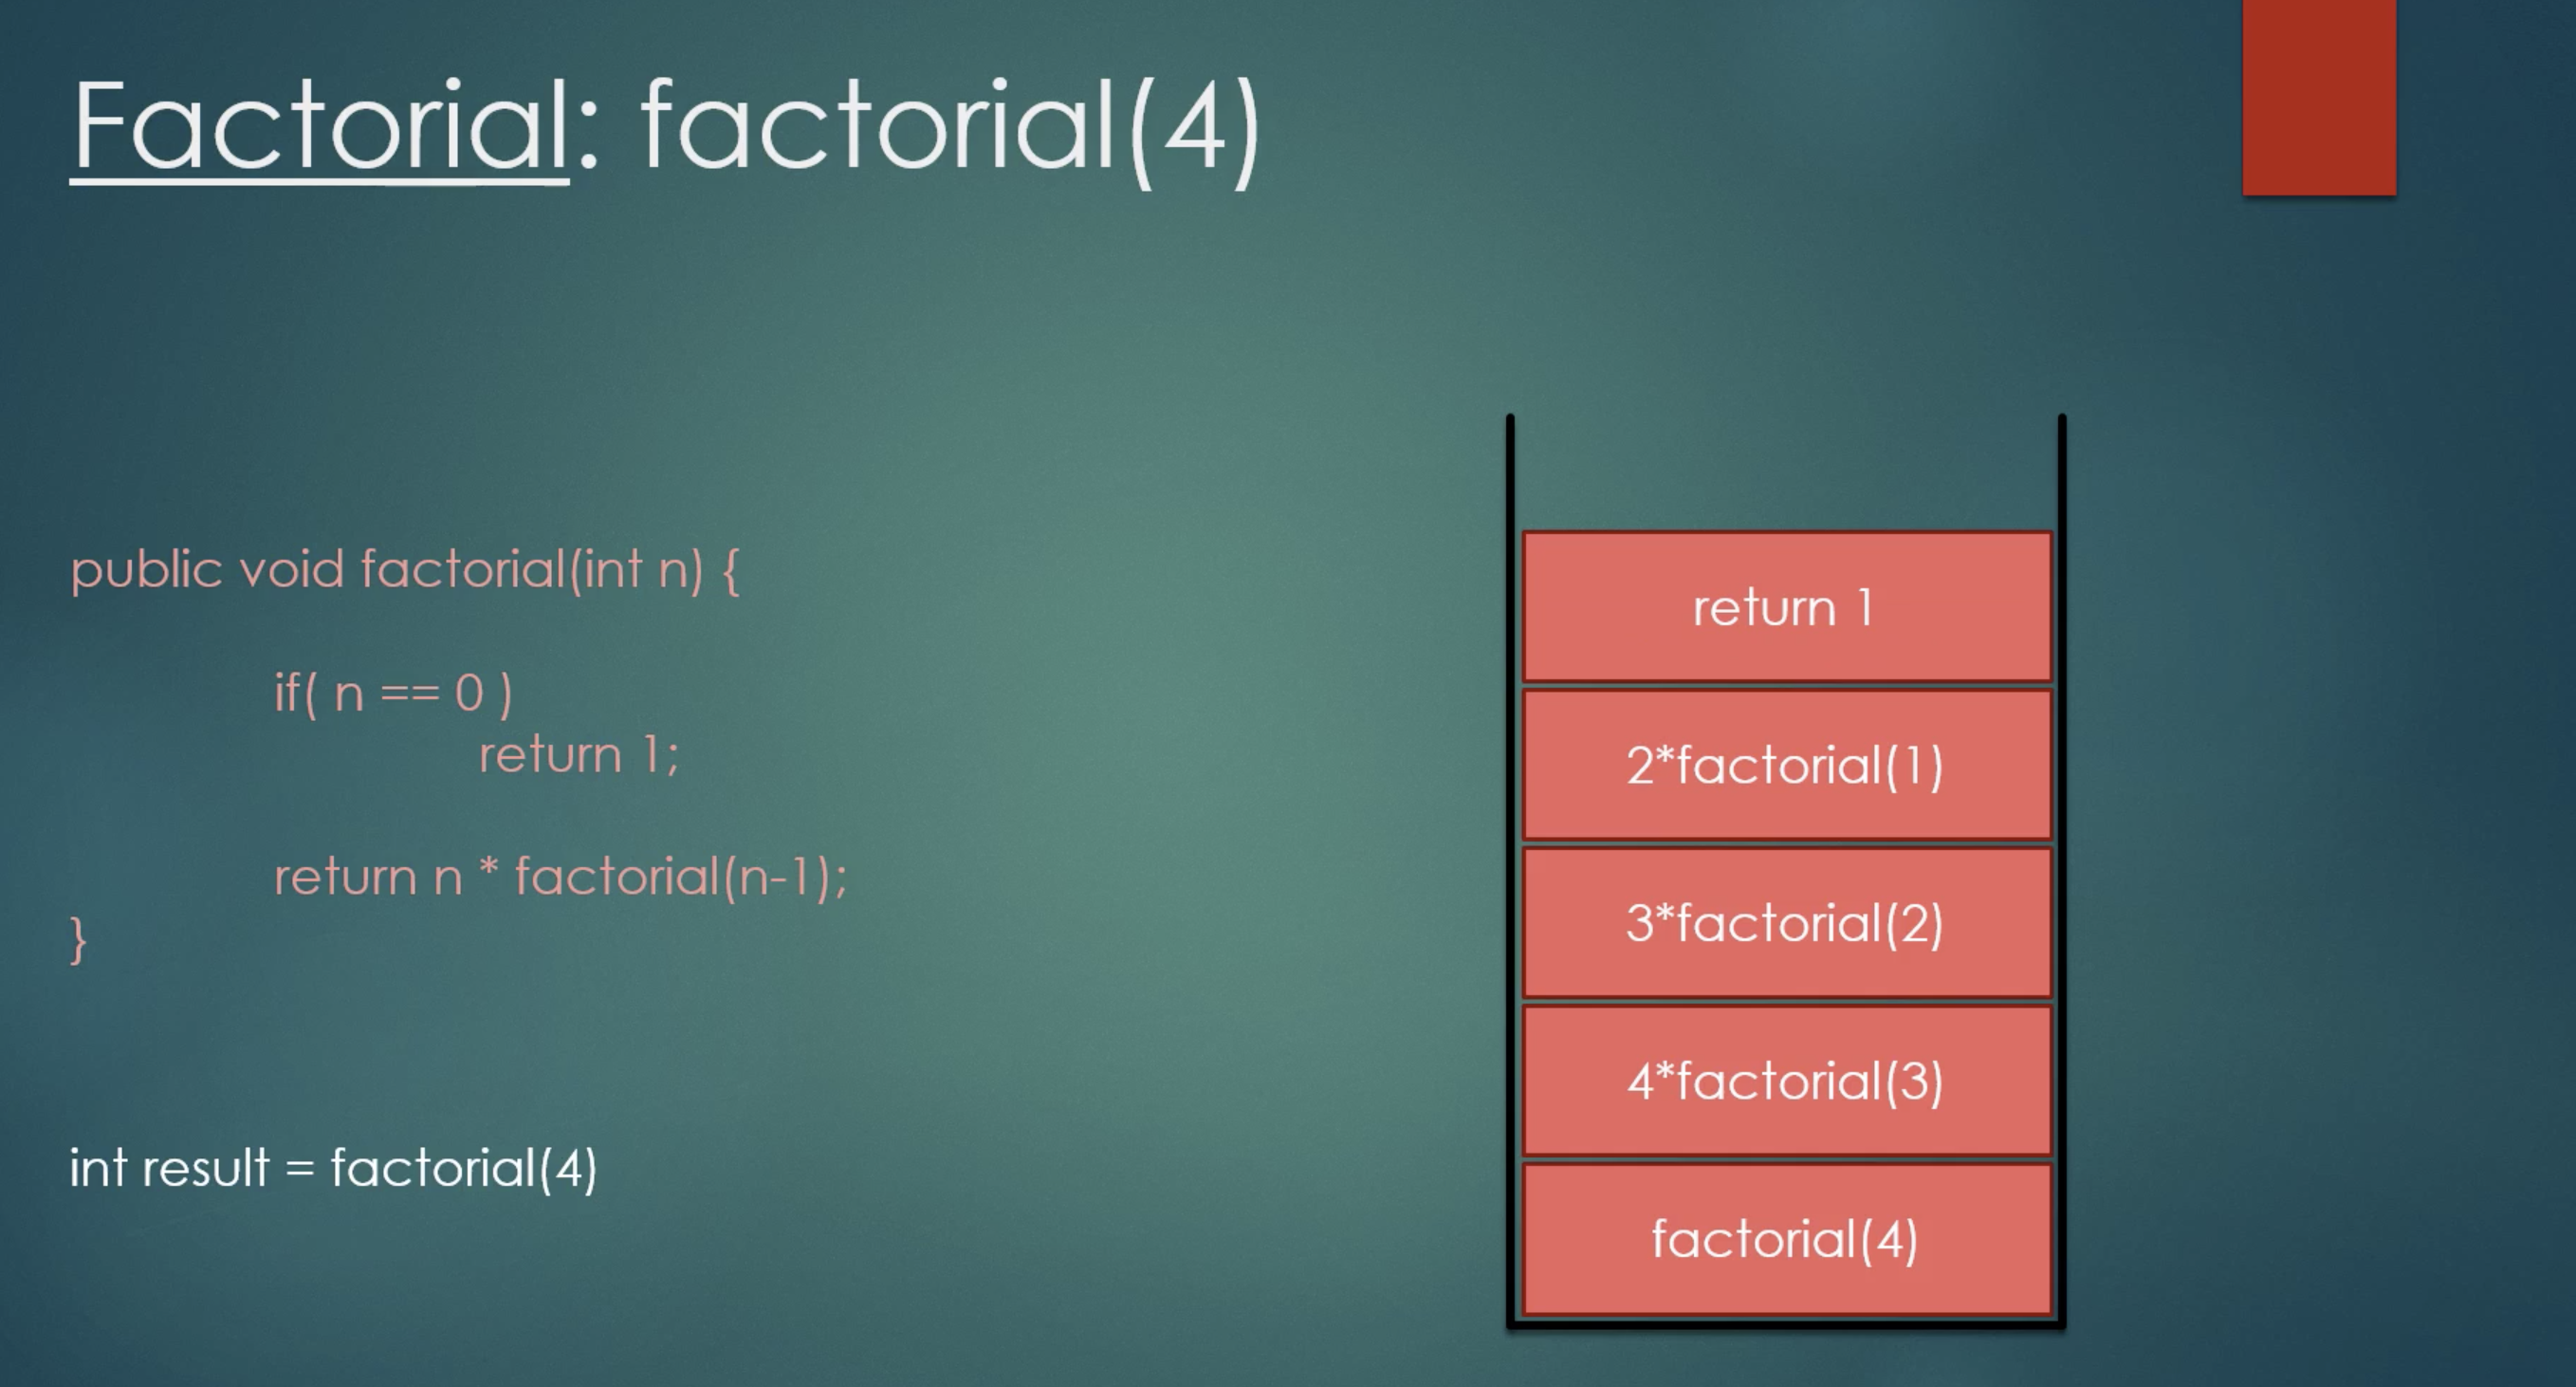 Factorial: factorial(4)
public void factorial(int n) {
if( n == 0 )
return 1;
return n * factorial(n-1);
}
int result = factorial(4)
return 1
2*factorial(1)
3*factorial(2)
4*factorial(3)
factorial(4)